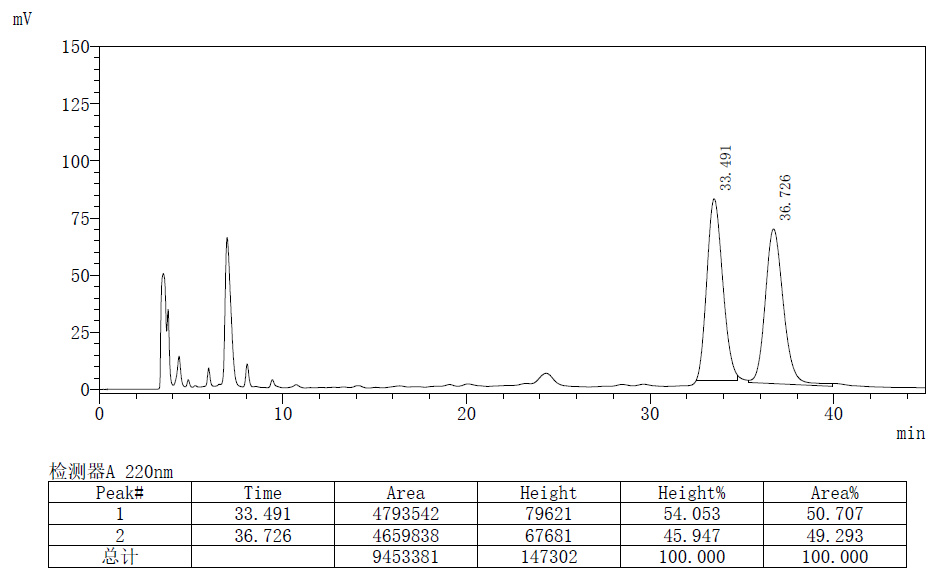 mV
150
125
100
75
50
25
0
33.491
36.726
0 10 20 30 40
min
检测器A 220nm
Peak# Time Area Height Height% Area%
1 33.491 4793542 79621 54.053 50.707
2 36.726 4659838 67681 45.947 49.293
总计 9453381 147302 100.000 100.000